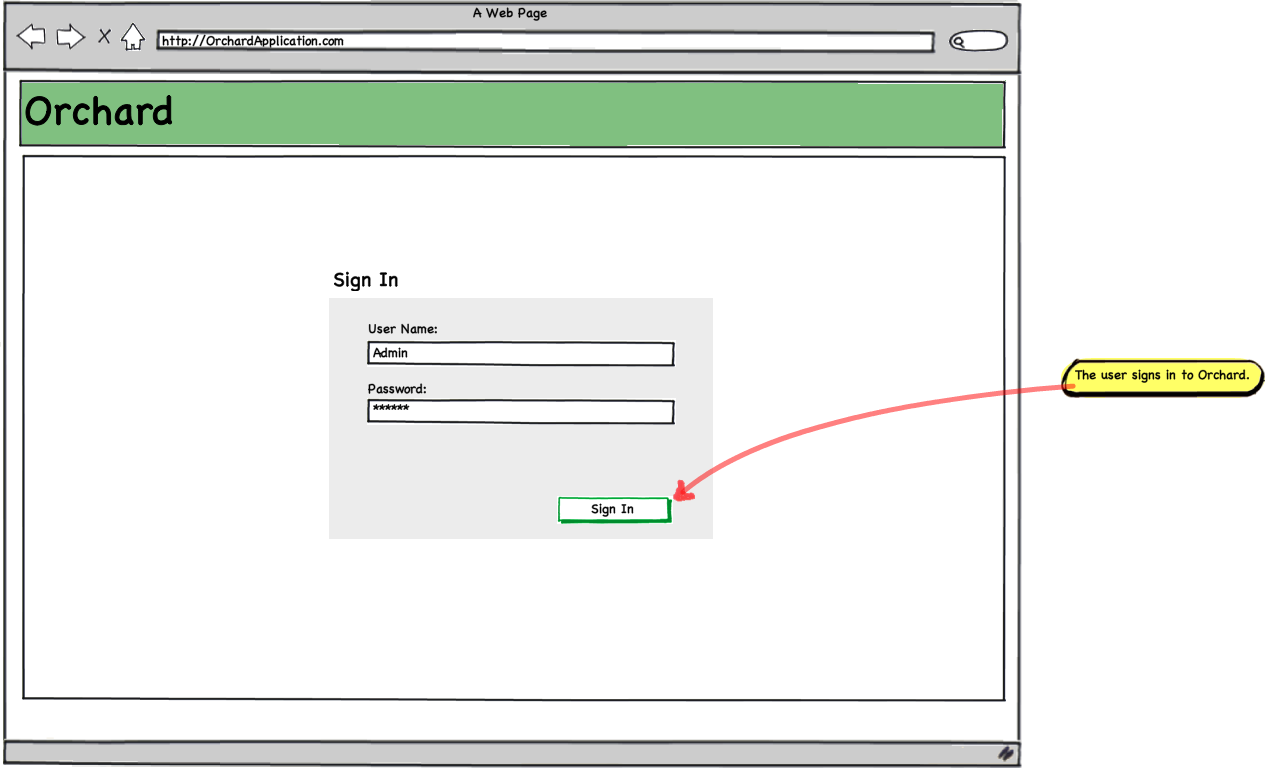 A Web Page
http://OrchardApplication.com
Orchard
Sign In
User Name:
Admin
The user signs in to Orchard.
Password:
******
Sign In